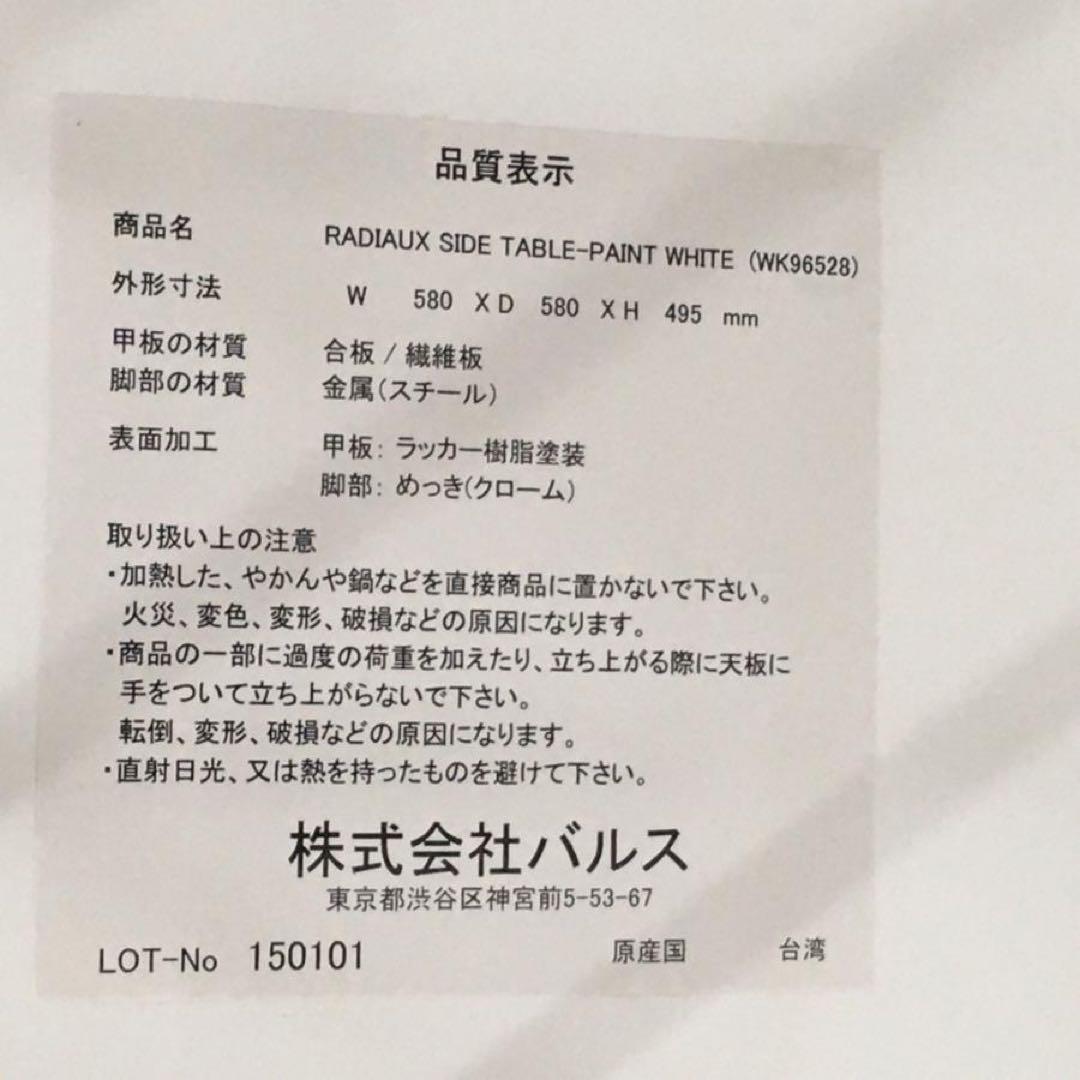 品質表示
商品名 RADIAUX SIDE TABLE-PAINT WHITE (WK96528)
外形寸法 W 580 X D 580 X H 495 mm
甲板の材質 合板 / 繊維板
脚部の材質 金属(スチール)
表面加工 甲板: ラッカー樹脂塗装
脚部: めっき(クローム)
取り扱い上の注意
・加熱した、やかんや鍋などを直接商品に置かないで下さい。
火災、変色、変形、破損などの原因になります。
・商品の一部に過度の荷重を加えたり、立ち上がる際に天板に
手をついて立ち上がらないで下さい。
転倒、変形、破損などの原因になります。
・直射日光、又は熱を持ったものを避けて下さい。
株式会社バルス
東京都渋谷区神宮前5-53-67
LOT-No 150101 原産国 台湾